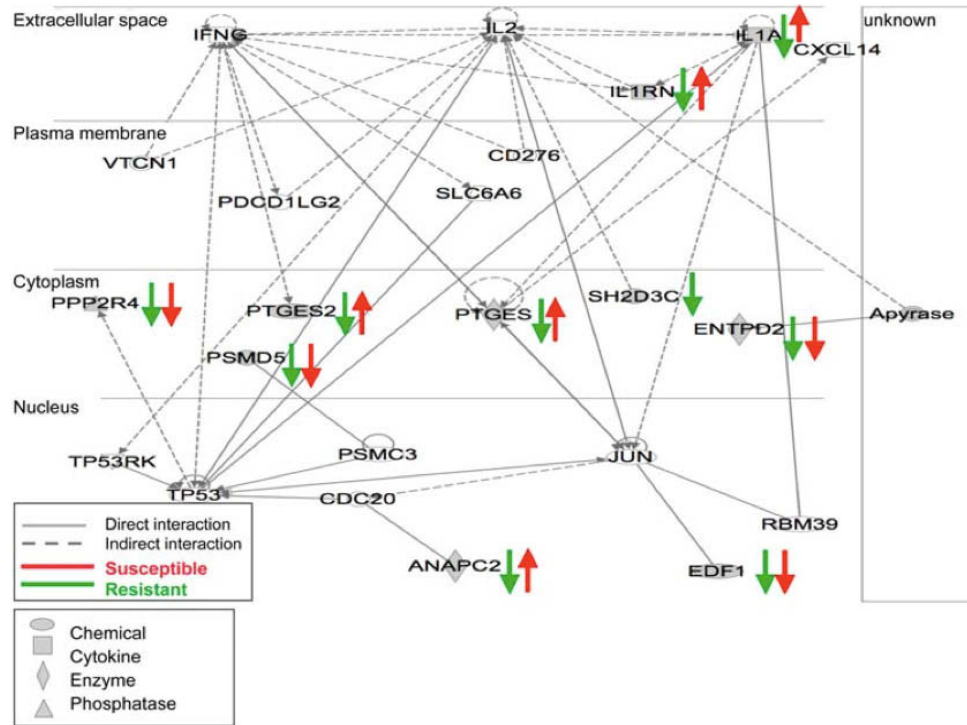 Extracellular space
unknown
IFNG
IL2
IL1A
CXCL14
IL1RN
Plasma membrane
VTCN1
CD276
PDCD1LG2
SLC6A6
Cytoplasm
PPP2R4
PTGES2
PTGES
SH2D3C
ENTPD2
Apyrase
PSMD5
Nucleus
TP53RK
PSMC3
JUN
TP53
CDC20
RBM39
ANAPC2
EDF1
Direct interaction
Indirect interaction
Susceptible
Resistant
Chemical
Cytokine
Enzyme
Phosphatase